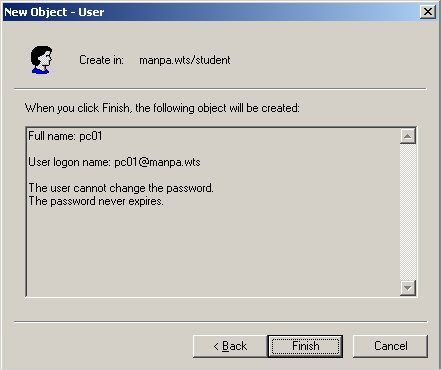 New Object - User
Create in: manpa.wts/student
When you click Finish, the following object will be created:
Full name: pc01
User logon name: pc01@manpa.wts
The user cannot change the password.
The password never expires.
< Back
Finish
Cancel